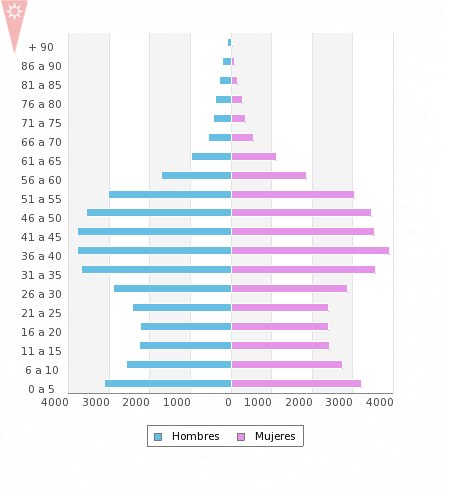 + 90
86 a 90
81 a 85
76 a 80
71 a 75
66 a 70
61 a 65
56 a 60
51 a 55
46 a 50
41 a 45
36 a 40
31 a 35
26 a 30
21 a 25
16 a 20
11 a 15
6 a 10
0 a 5
4000 3000 2000 1000 0 1000 2000 3000 4000
Hombres Mujeres